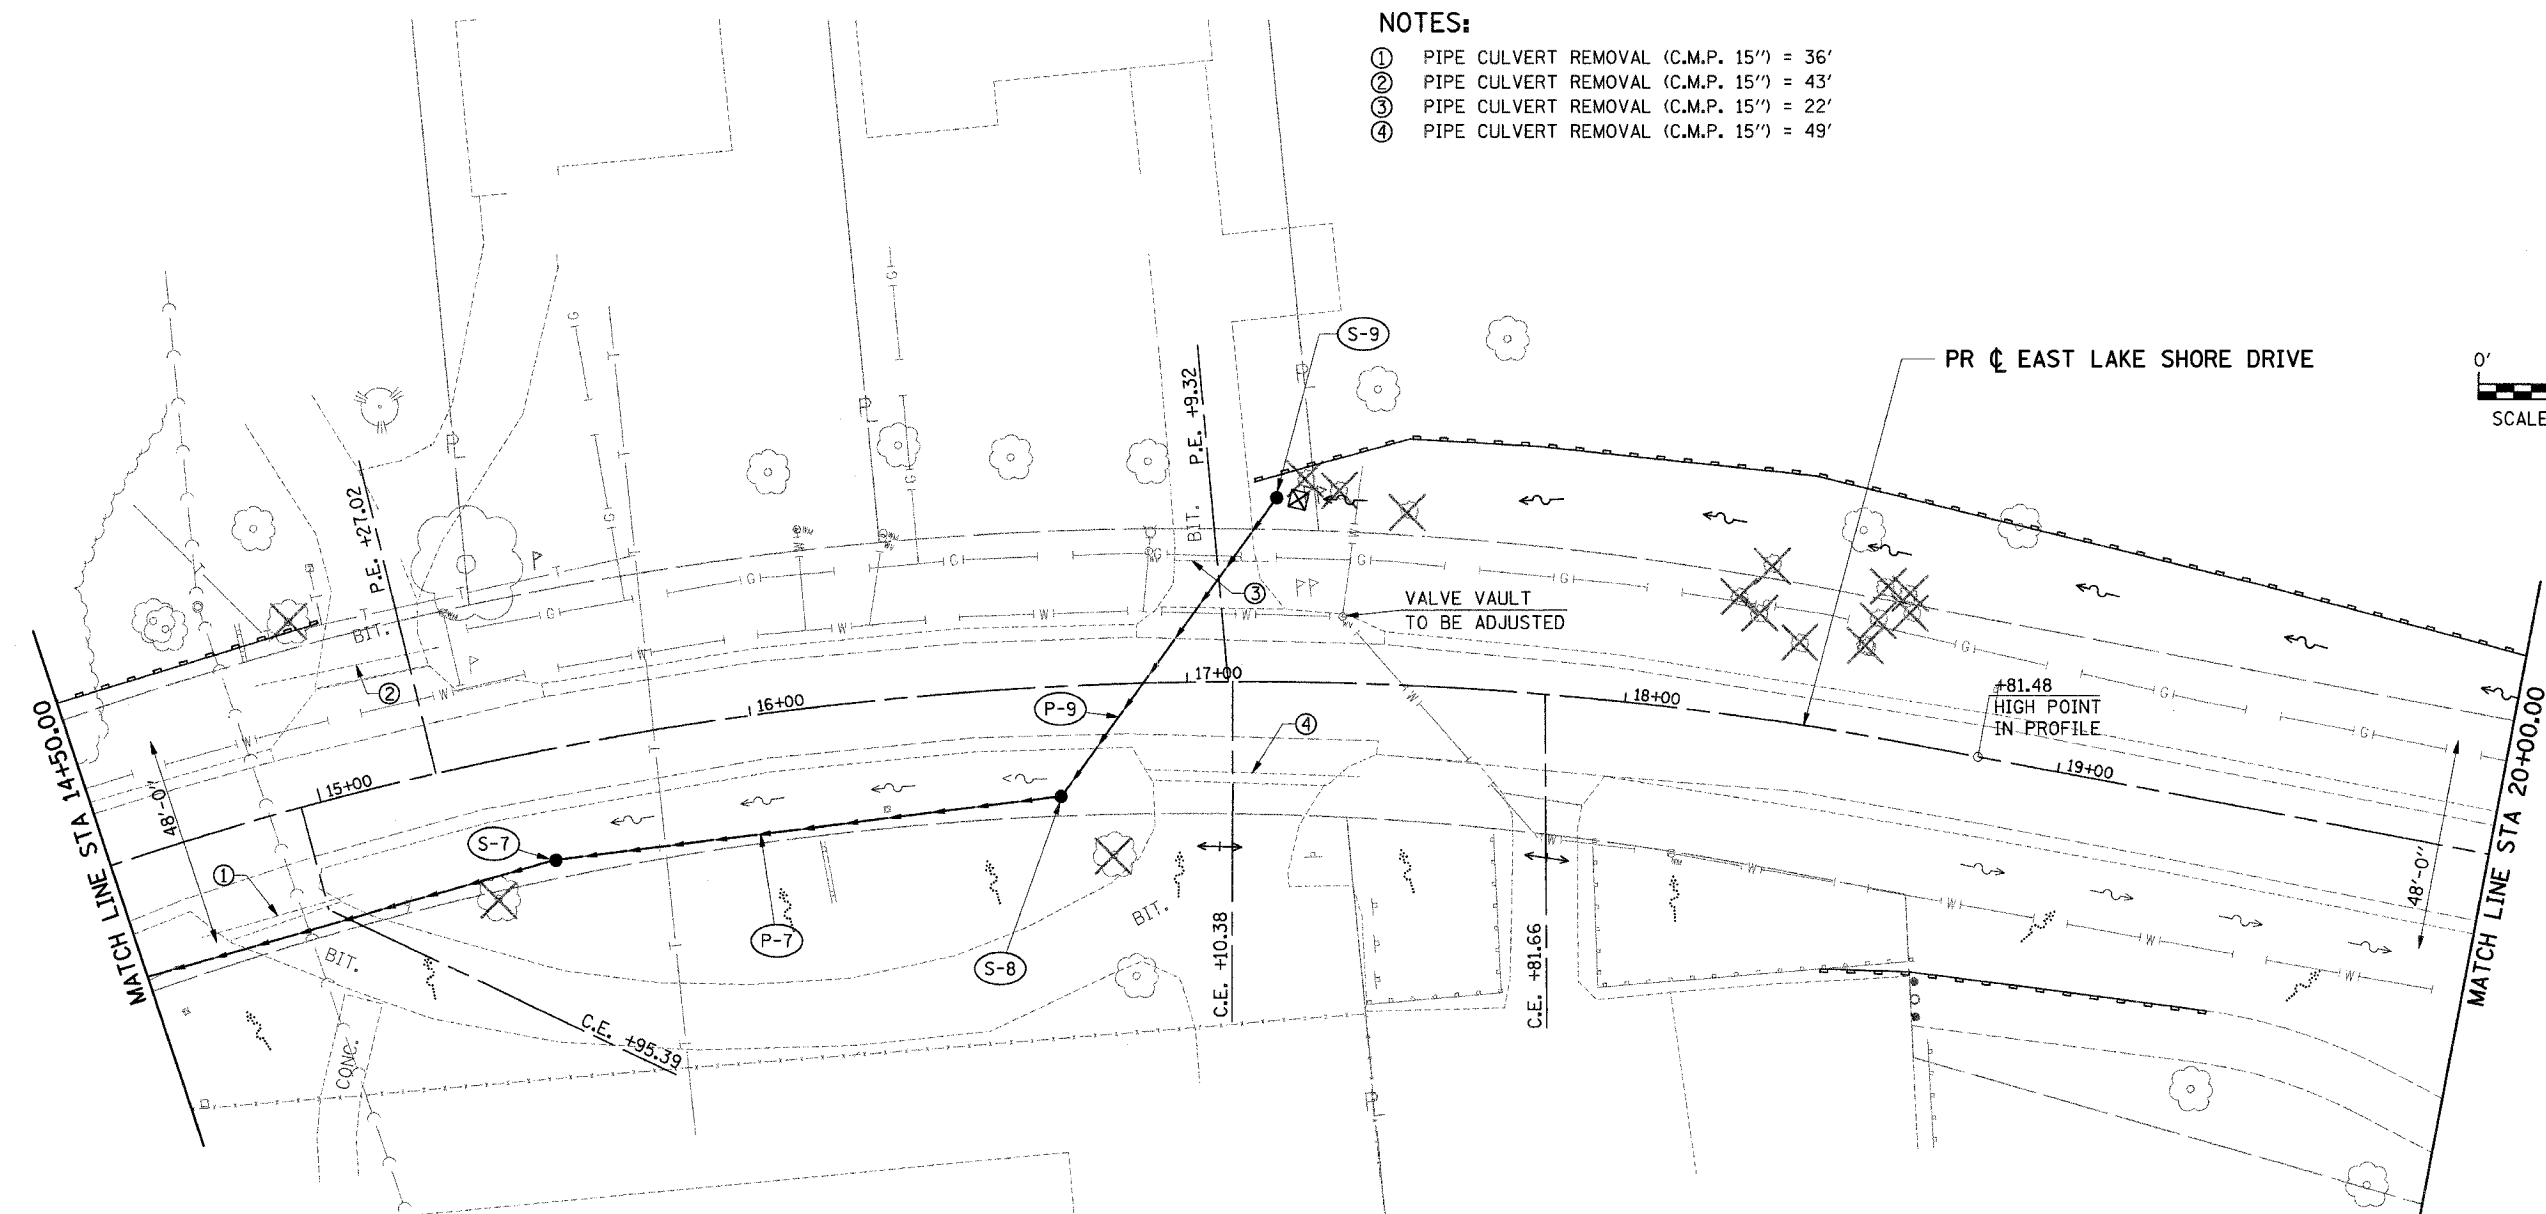 NOTES:
① PIPE CULVERT REMOVAL (C.M.P. 15") = 36'
② PIPE CULVERT REMOVAL (C.M.P. 15") = 43'
③ PIPE CULVERT REMOVAL (C.M.P. 15") = 22'
④ PIPE CULVERT REMOVAL (C.M.P. 15") = 49'
S-9
PR ℄ EAST LAKE SHORE DRIVE
0'
SCALE
P.E. +9.32
BIT.
P.E. +27.02
BIT.
②
③
VALVE VAULT
TO BE ADJUSTED
+81.48
HIGH POINT
IN PROFILE
MATCH LINE STA 14+50.00
MATCH LINE STA 20+00.00
15+00
16+00
17+00
18+00
19+00
P-9
④
48'-0"
48'-0"
S-7
①
P-7
S-8
BIT.
BIT.
CONC.
C.E. +95.39
C.E. +10.38
C.E. +81.66